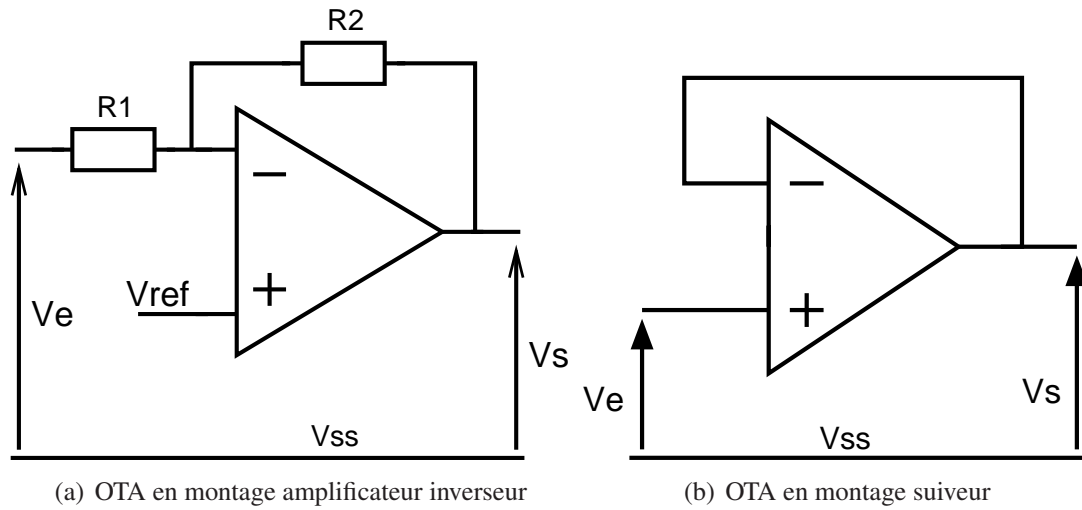 R2
R1
−
+
Vref
Ve
Vs
Vss
(a) OTA en montage amplificateur inverseur
−
+
Ve
Vs
Vss
(b) OTA en montage suiveur